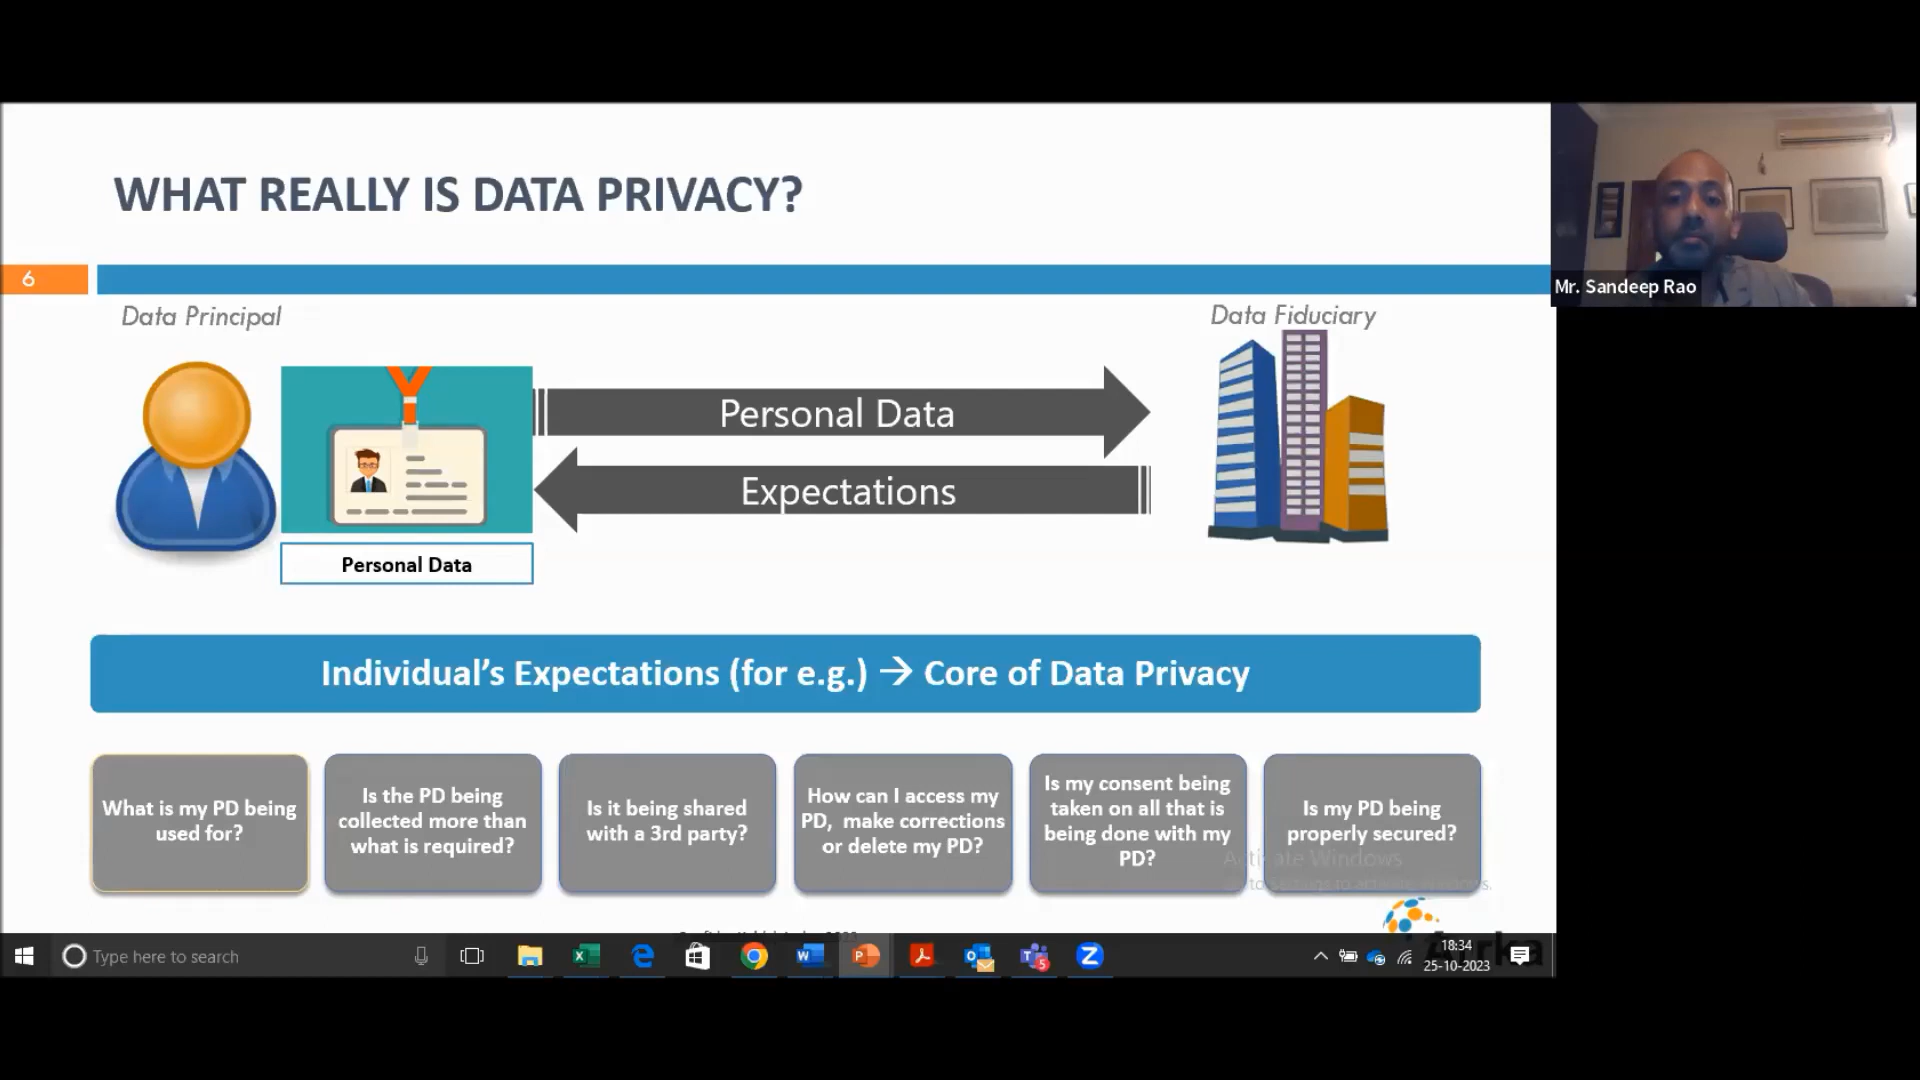 WHAT REALLY IS DATA PRIVACY?
6
Data Principal
Data Fiduciary
Personal Data
Expectations
Personal Data
Individual’s Expectations (for e.g.) → Core of Data Privacy
What is my PD being
used for?
Is the PD being
collected more than
what is required?
Is it being shared
with a 3rd party?
How can I access my
PD, make corrections
or delete my PD?
Is my consent being
taken on all that is
being done with my
PD?
Is my PD being
properly secured?
Activate Windows
Mr. Sandeep Rao
Type here to search
18:34
25-10-2023
5